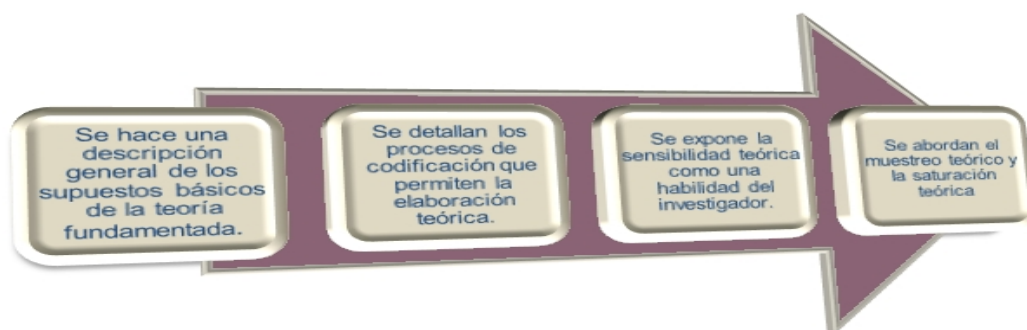 Se hace una
descripción
general de los
supuestos básicos
de la teoría
fundamentada.
Se detallan los
procesos de
codificación que
permiten la
elaboración
teórica.
Se expone la
sensibilidad teórica
como una
habilidad del
investigador.
Se abordan el
muestreo teórico y
la saturación
teórica